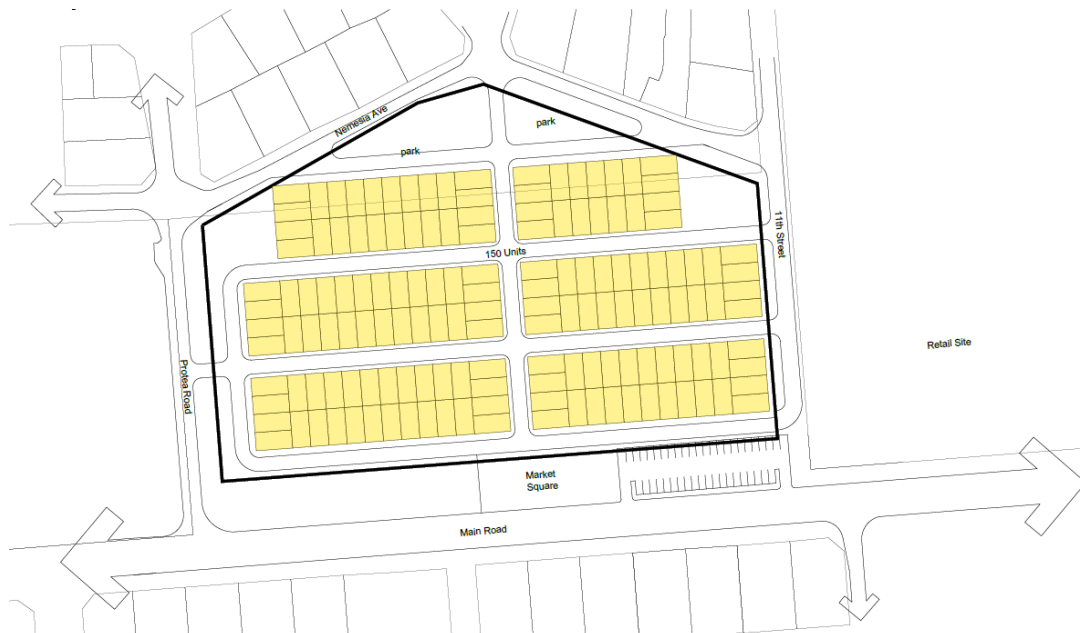 Nemesia Ave
park
park
11th Street
150 Units
Retail Site
Protea Road
Market
Square
Main Road